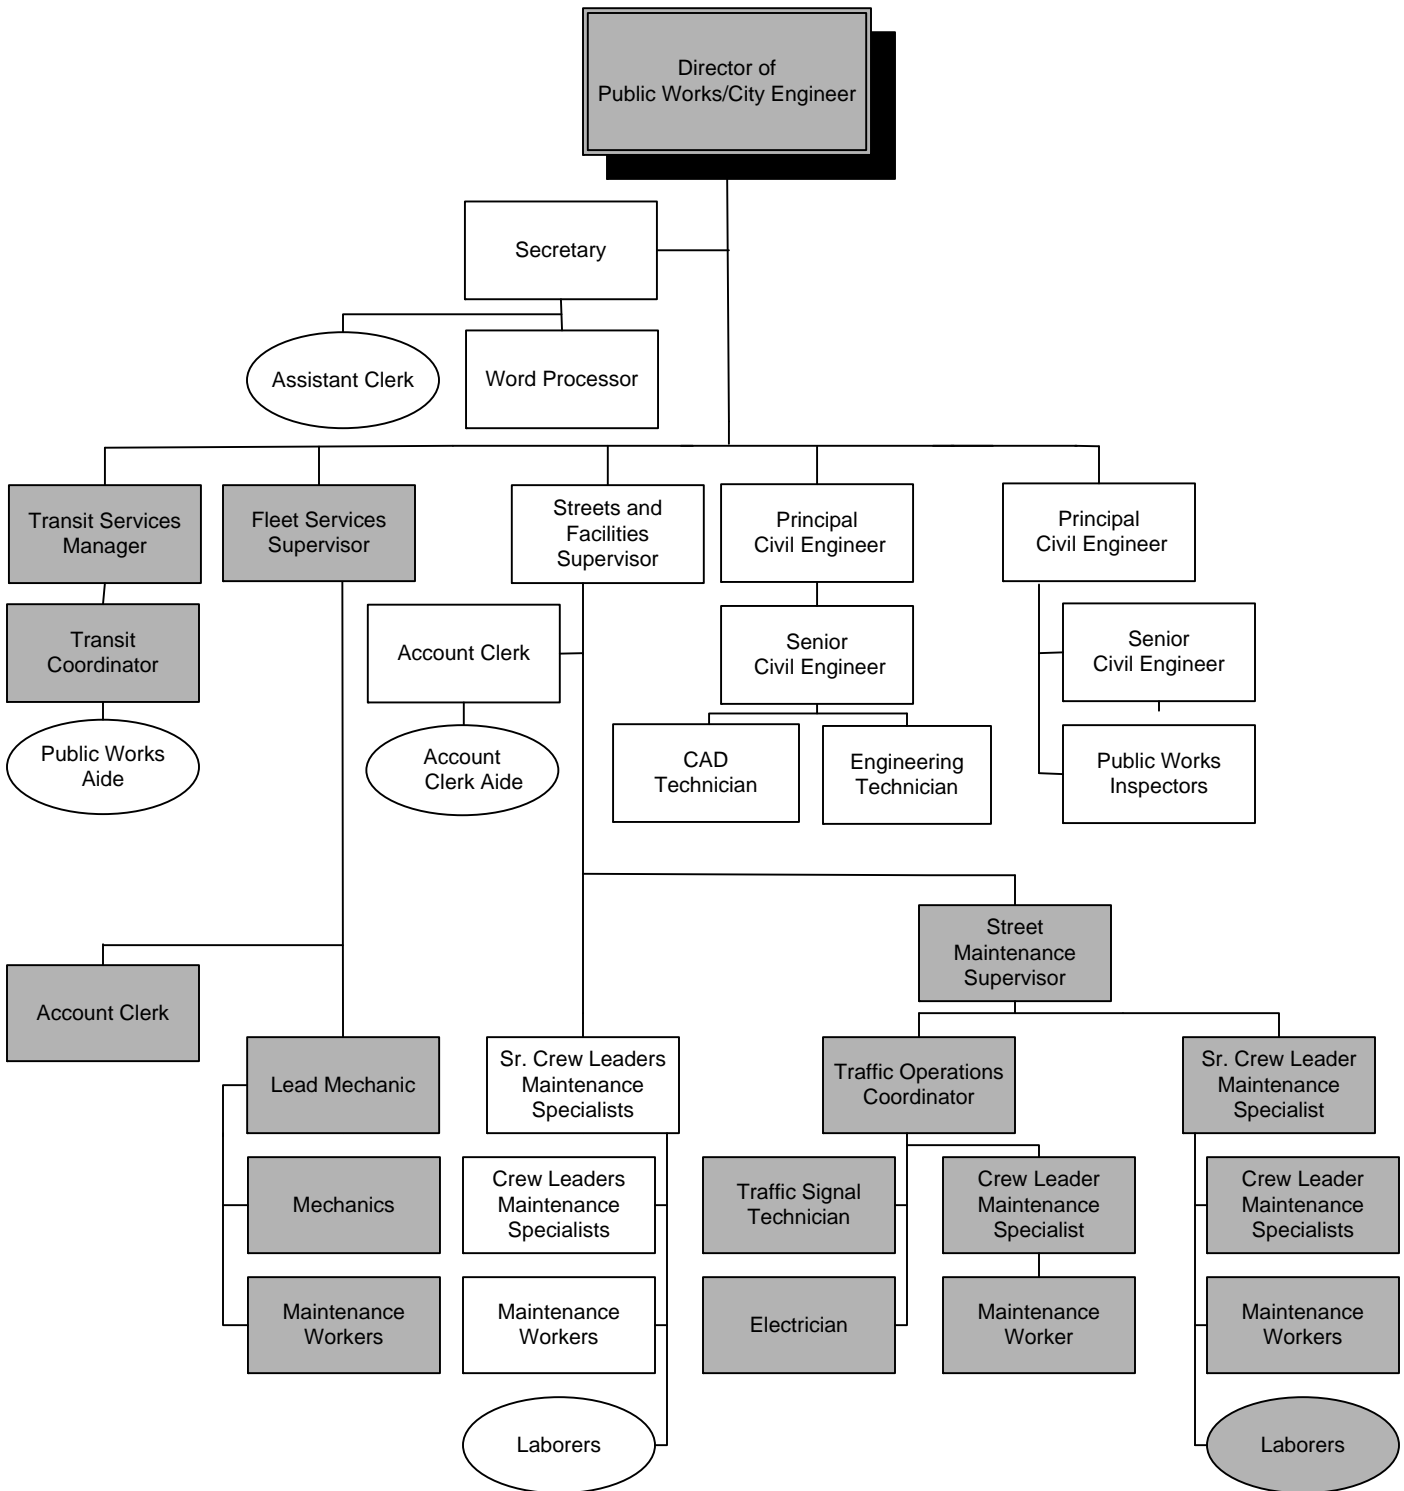 Director of
Public Works/City Engineer
Secretary
Assistant Clerk
Word Processor
Transit Services
Manager
Fleet Services
Supervisor
Streets and
Facilities
Supervisor
Principal
Civil Engineer
Principal
Civil Engineer
Transit
Coordinator
Account Clerk
Senior
Civil Engineer
Senior
Civil Engineer
Public Works
Aide
Account
Clerk Aide
CAD
Technician
Engineering
Technician
Public Works
Inspectors
Street
Maintenance
Supervisor
Account Clerk
Lead Mechanic
Sr. Crew Leaders
Maintenance
Specialists
Traffic Operations
Coordinator
Sr. Crew Leader
Maintenance
Specialist
Mechanics
Crew Leaders
Maintenance
Specialists
Traffic Signal
Technician
Crew Leader
Maintenance
Specialist
Crew Leader
Maintenance
Specialists
Maintenance
Workers
Maintenance
Workers
Electrician
Maintenance
Worker
Maintenance
Workers
Laborers
Laborers